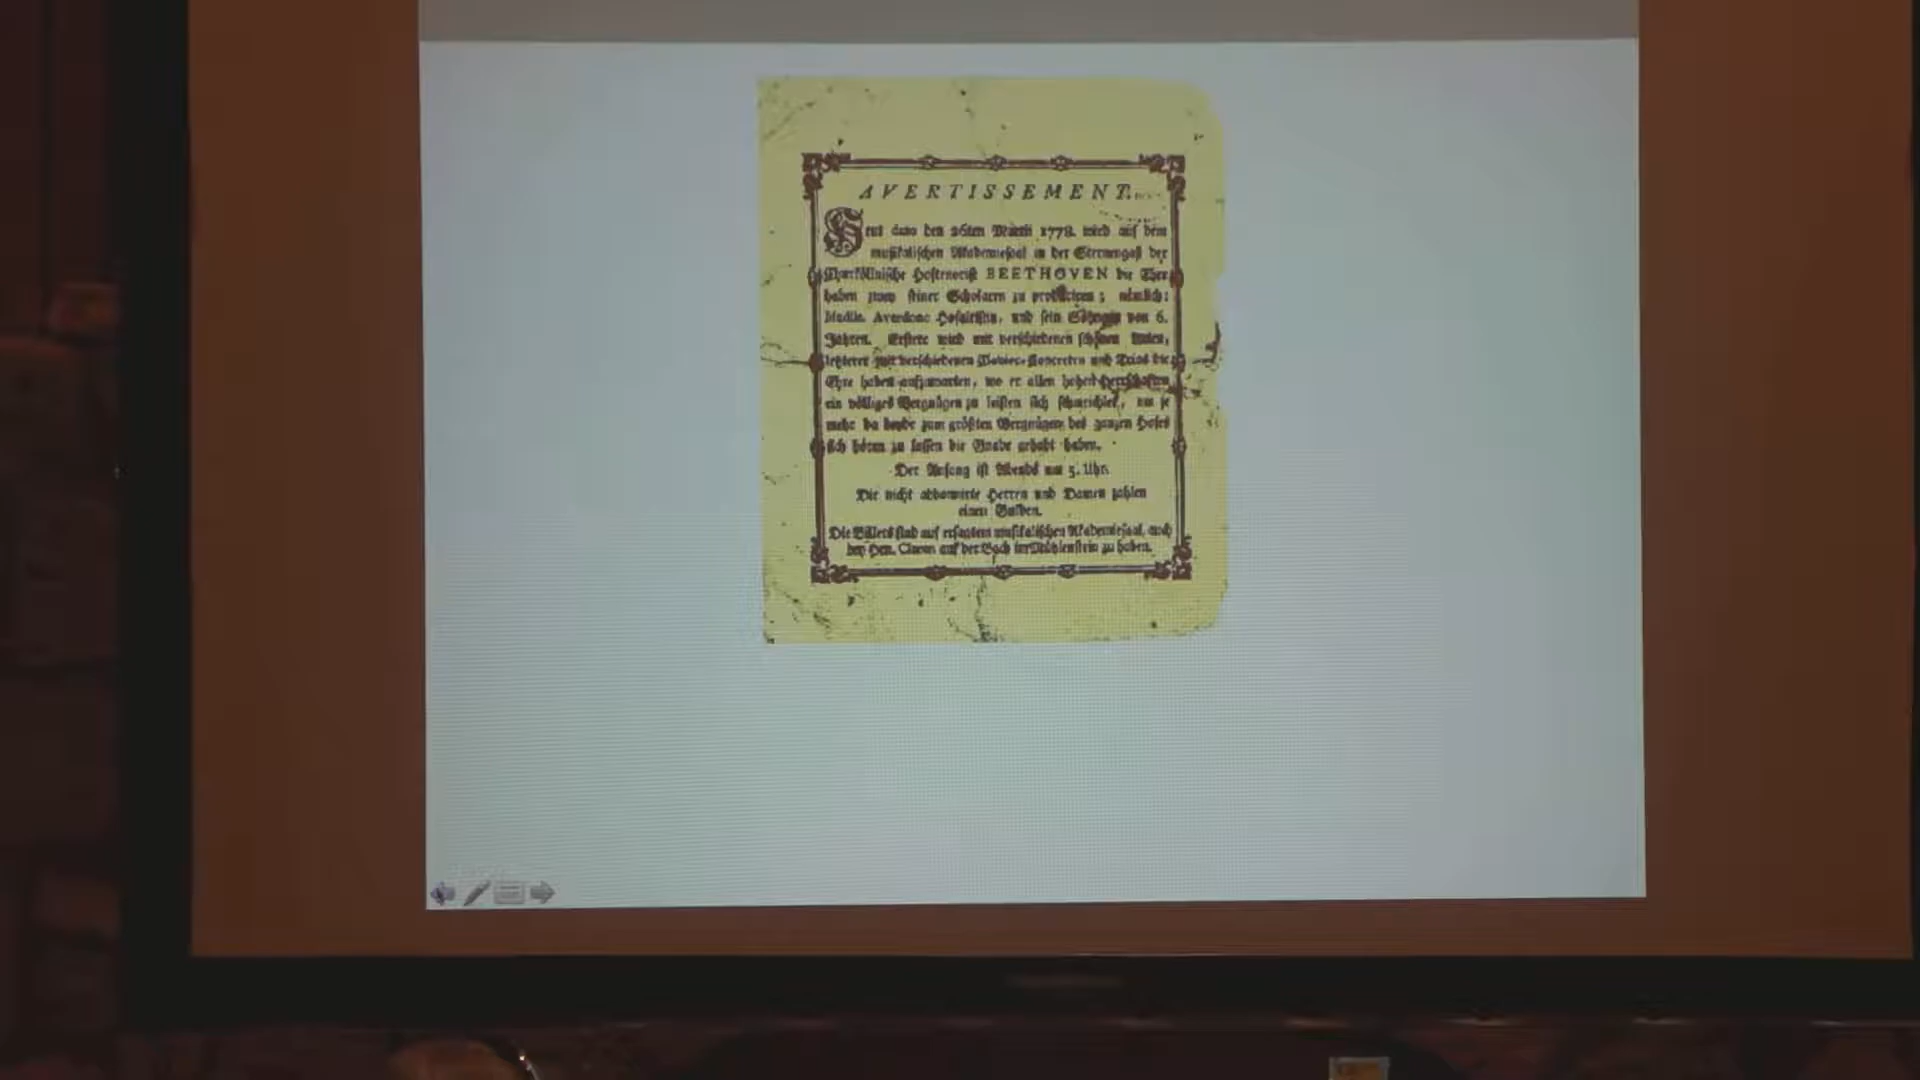 AVERTISSEMENT.
Heut dato den 26ten Martii 1778. wird auf dem
musikalischen Akademiesaal in der Sternengaß der
Churköllnische Hoftenorist BEETHOVEN die Ehre
haben zwey seiner Scholaren zu produciren; nämlich:
Madlle. Averdonc Hofaltistin, und sein Söhngen von 6.
Jahren. Erstere wird mit verschiedenen schönen Arien,
letzterer mit verschiedenen Clavier-Concerten und Trios die
Ehre haben aufzuwarten, wo er allen hohen Herrschaften
ein völliges Vergnügen zu leisten sich schmeichlet, um je
mehr da beyde zum größten Vergnügen des ganzen Hofes
sich hören zu lassen die Gnade gehabt haben.
Der Anfang ist Abends um 5. Uhr.
Die nicht abbonnirte Herren und Damen zahlen
einen Gulden.
Die Billets sind auf ersagtem musikalischen Akademiesaal, auch
bey Hrn. Claren auf der Bach im Mühlenstein zu haben.